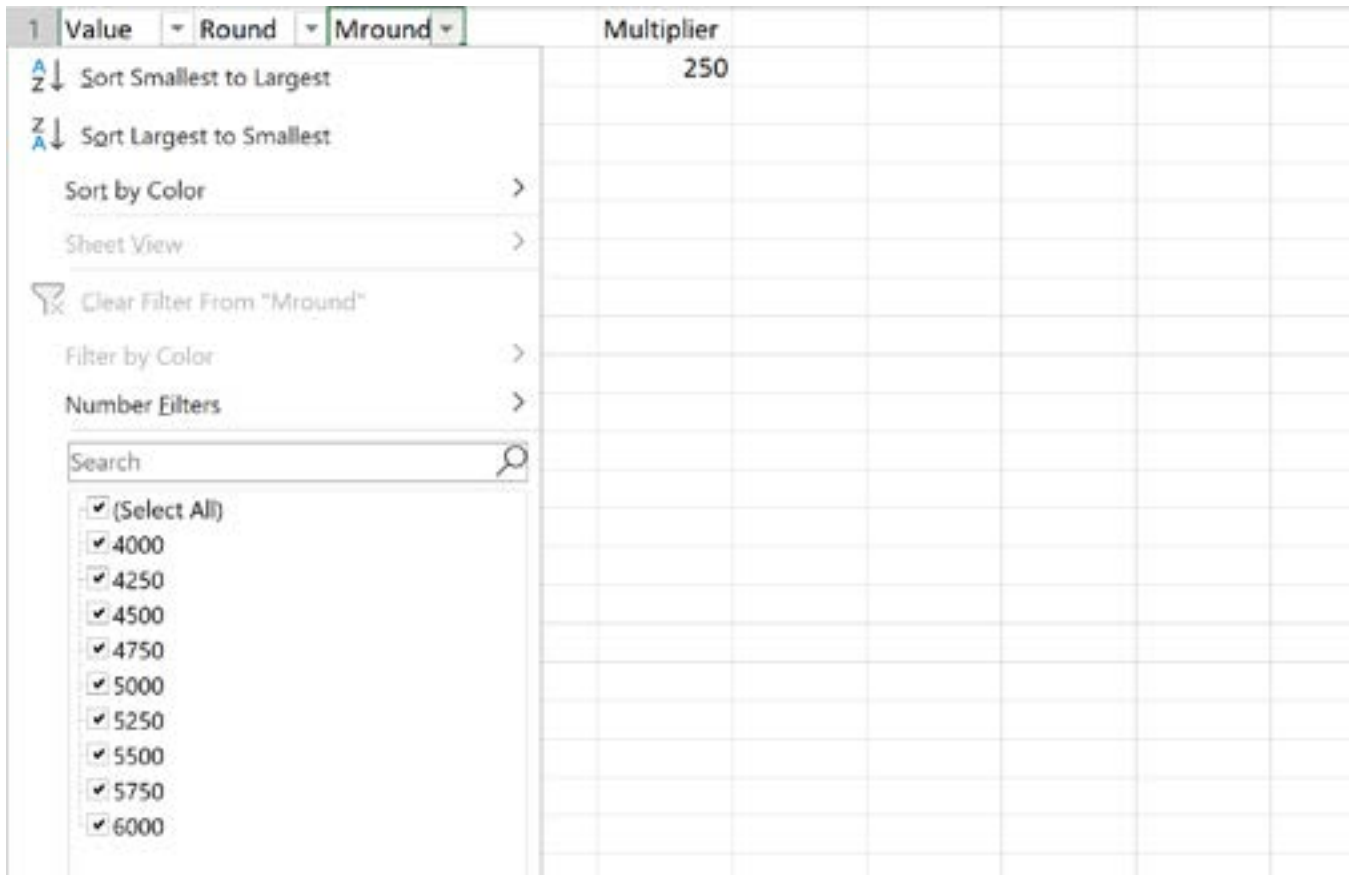 1 Value Round Mround Multiplier
Sort Smallest to Largest 250
Sort Largest to Smallest
Sort by Color
Sheet View
Clear Filter From "Mround"
Filter by Color
Number Filters
Search
(Select All)
4000
4250
4500
4750
5000
5250
5500
5750
6000